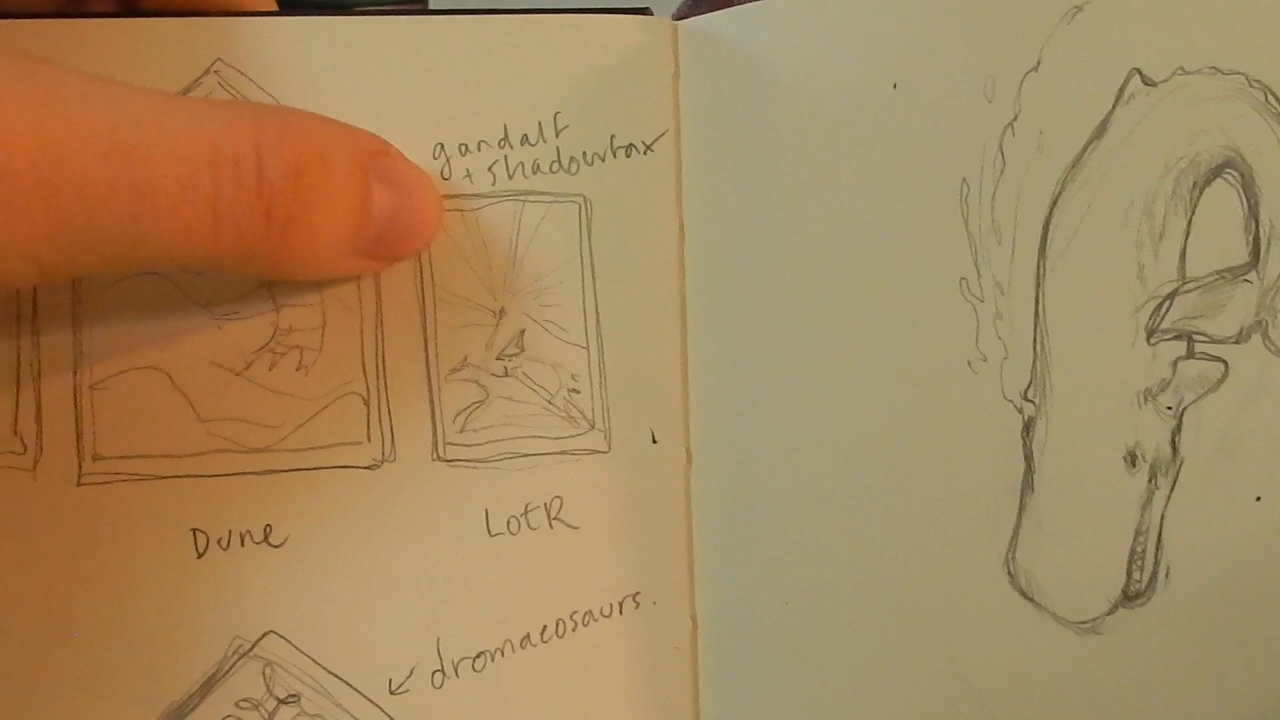 gandalf
+ shadowfax
Dune
LotR
← dromaeosaurs.